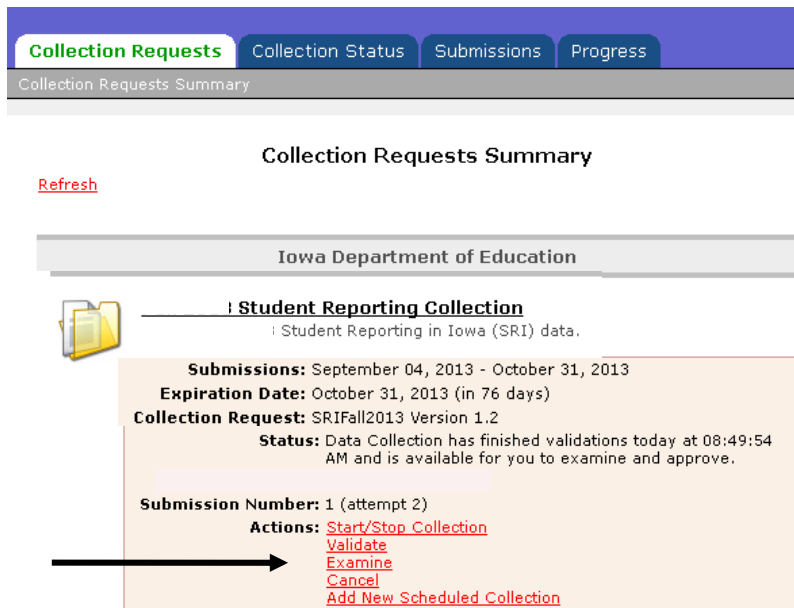 Collection Requests Collection Status Submissions Progress
Collection Requests Summary
Collection Requests Summary
Refresh
Iowa Department of Education
Student Reporting Collection
Student Reporting in Iowa (SRI) data.
Submissions: September 04, 2013 - October 31, 2013
Expiration Date: October 31, 2013 (in 76 days)
Collection Request: SRIFall2013 Version 1.2
Status: Data Collection has finished validations today at 08:49:54
AM and is available for you to examine and approve.
Submission Number: 1 (attempt 2)
Actions: Start/Stop Collection
Validate
Examine
Cancel
Add New Scheduled Collection